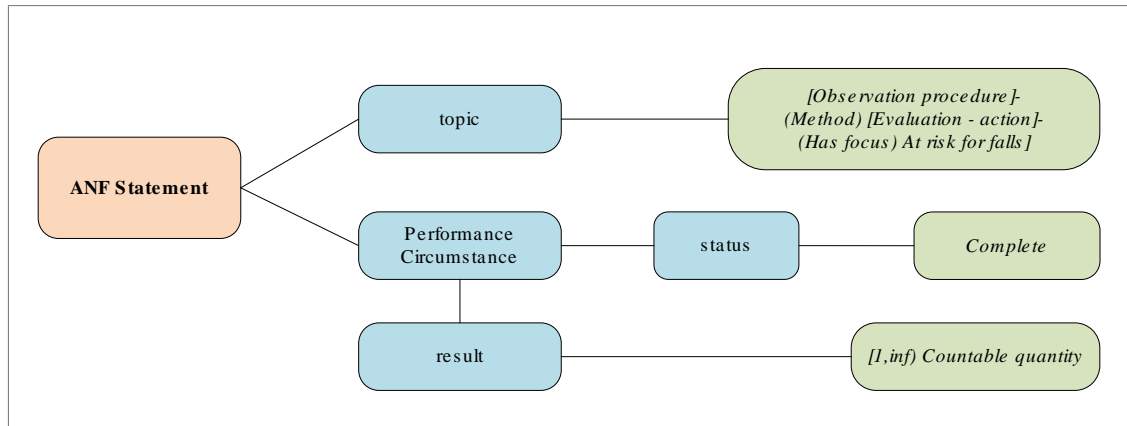 [Observation procedure]-
(Method) [Evaluation - action]-
(Has focus) At risk for falls]
topic
ANF Statement
Performance
Circumstance
status
Complete
result
[1,inf) Countable quantity